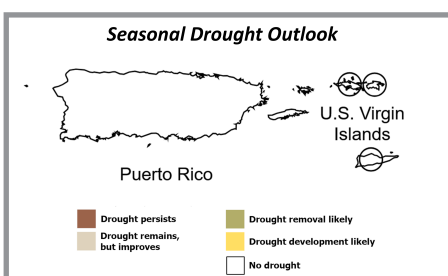 Seasonal Drought Outlook
U.S. Virgin
Islands
Puerto Rico
Drought persists
Drought remains,
but improves
Drought removal likely
Drought development likely
No drought